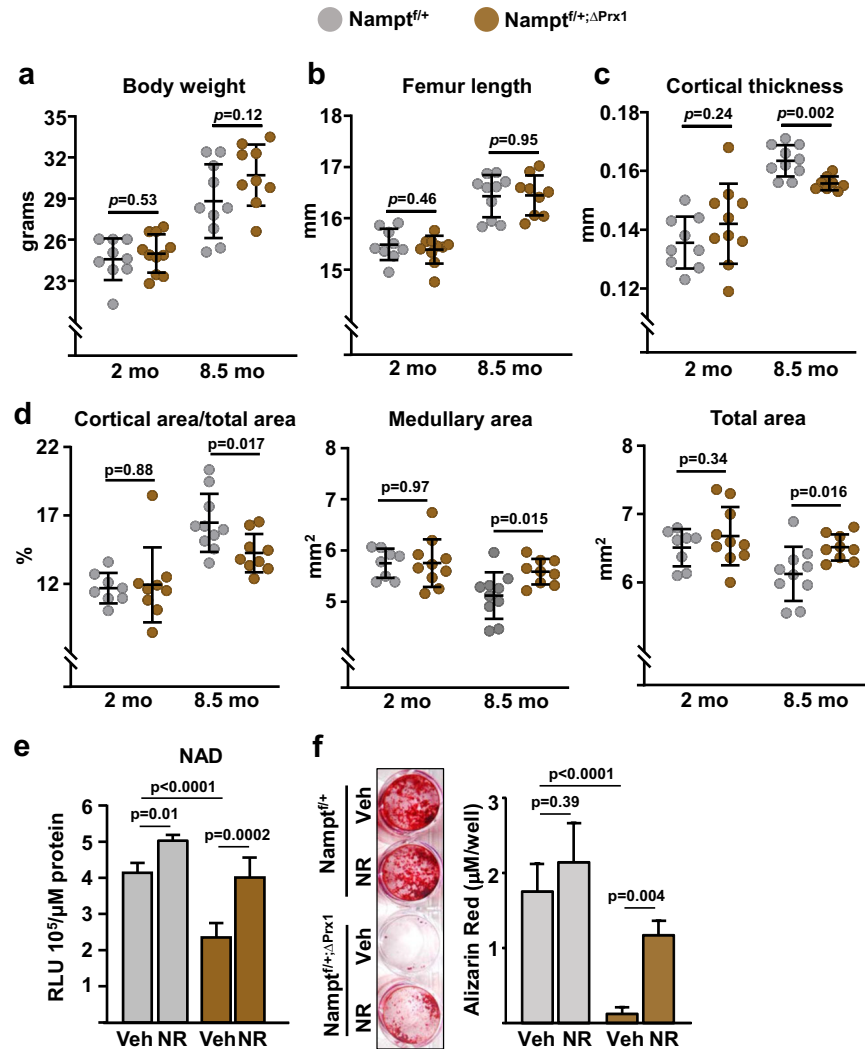 Nampt^f/+ Nampt^f/+;ΔPrx1
a b c
Body weight Femur length Cortical thickness
35
31
27
23
grams
p=0.53
p=0.12
2 mo 8.5 mo
18
17
16
15
mm
p=0.46
p=0.95
2 mo 8.5 mo
0.18
0.16
0.14
0.12
mm
p=0.24
p=0.002
2 mo 8.5 mo
d
Cortical area/total area Medullary area Total area
22
17
12
%
p=0.88
p=0.017
2 mo 8.5 mo
8
7
6
5
mm²
p=0.97
p=0.015
2 mo 8.5 mo
8
7
6
mm²
p=0.34
p=0.016
2 mo 8.5 mo
e
NAD
p<0.0001
p=0.01
p=0.0002
6
5
4
3
2
1
RLU 10⁵/µM protein
Veh NR Veh NR
f
Nampt^f/+
Veh
NR
Nampt^f/+;ΔPrx1
Veh
NR
p<0.0001
p=0.39
p=0.004
3
2
1
Alizarin Red (µM/well)
Veh NR Veh NR